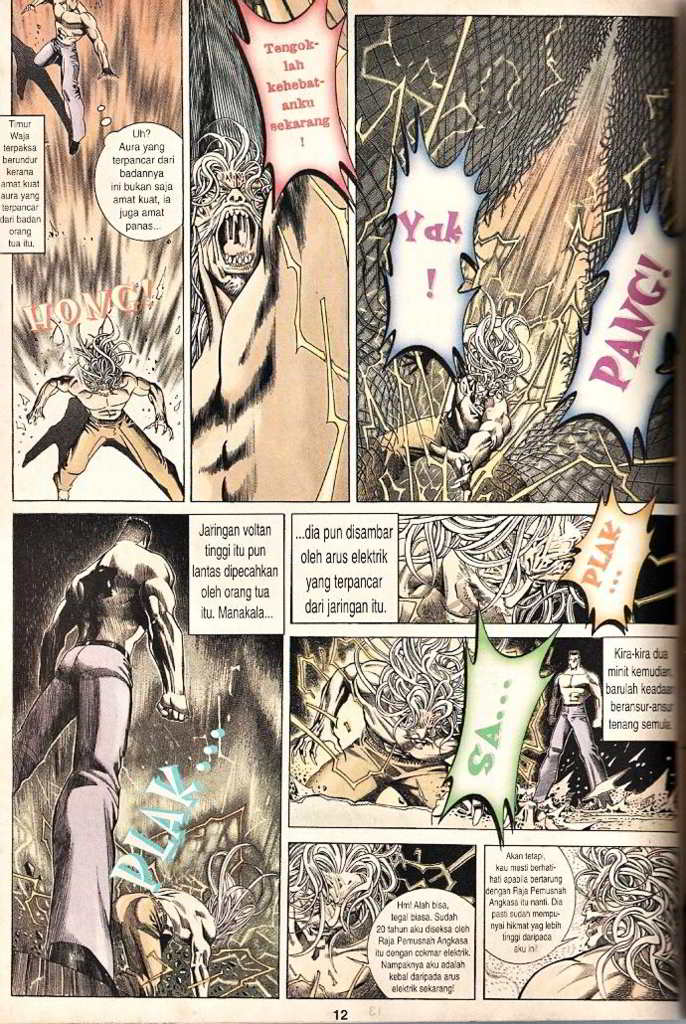 Timur
Waja
terpaksa
berundur
kerana
amat kuat
aura yang
terpancar
dari badan
orang
tua itu.
Uh?
Aura yang
terpancar dari
badannya
ini bukan saja
amat kuat, ia
juga amat
panas...
HONG!
Tengok-
lah
kehebat-
anku
sekarang
!
Yak
!
PANG!
Jaringan voltan
tinggi itu pun
lantas dipecahkan
oleh orang tua
itu. Manakala...
PLAK...
...dia pun disambar
oleh arus elektrik
yang terpancar
dari jaringan itu.
PLAK
...
SA...
Kira-kira dua
minit kemudian,
barulah keadaan
beransur-ansur
tenang semula.
Hm! Alah bisa,
tegal biasa. Sudah
20 tahun aku diseksa oleh
Raja Pemusnah Angkasa
itu dengan cokmar elektrik.
Nampaknya aku adalah
kebal daripada arus
elektrik sekarang!
Akan tetapi,
kau mesti berhati-
hati apabila bertarung
dengan Raja Pemusnah
Angkasa itu nanti. Dia
pasti sudah mempu-
nyai hikmat yag lebih
tinggi daripada
aku ini!
12
13